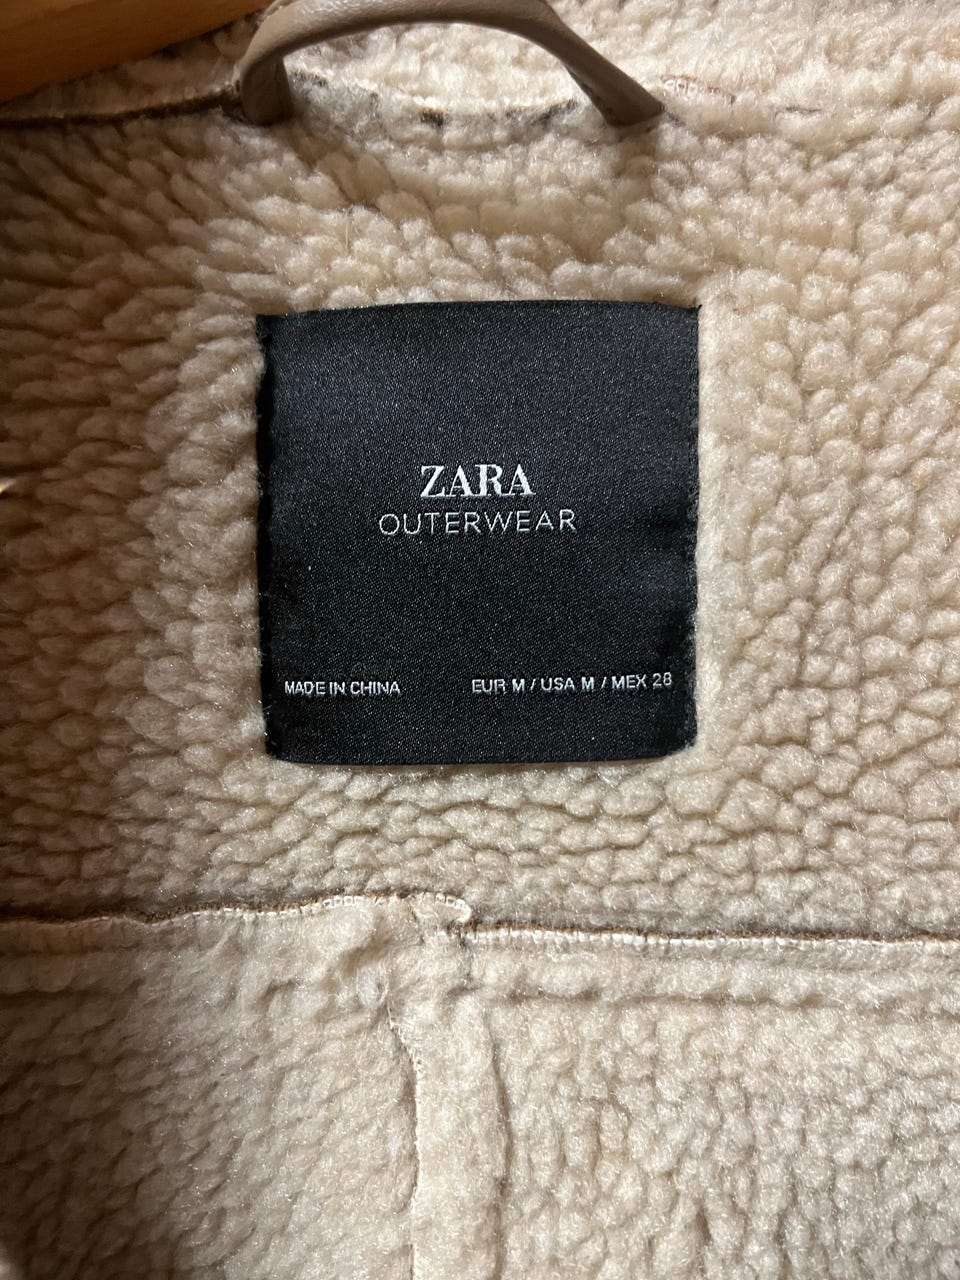 ZARA
OUTERWEAR
MADE IN CHINA EUR M / USA M / MEX 28